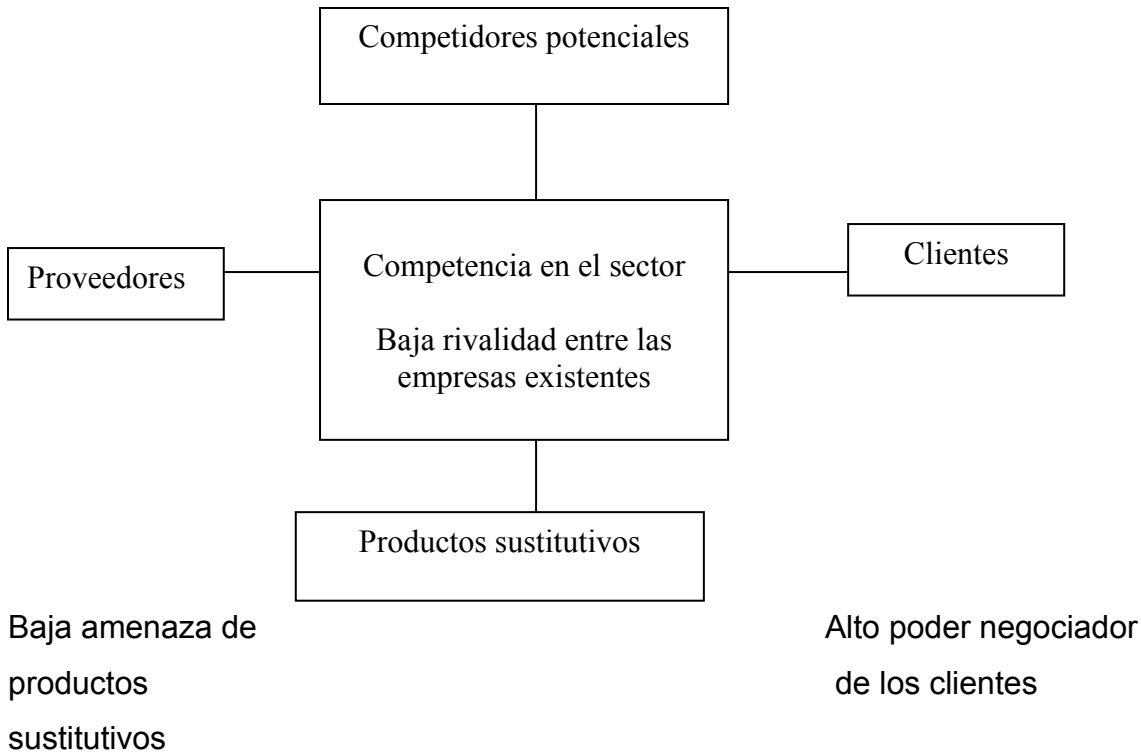 Competidores potenciales
Proveedores
Competencia en el sector
Baja rivalidad entre las
empresas existentes
Clientes
Productos sustitutivos
Baja amenaza de
productos
sustitutivos
Alto poder negociador
de los clientes